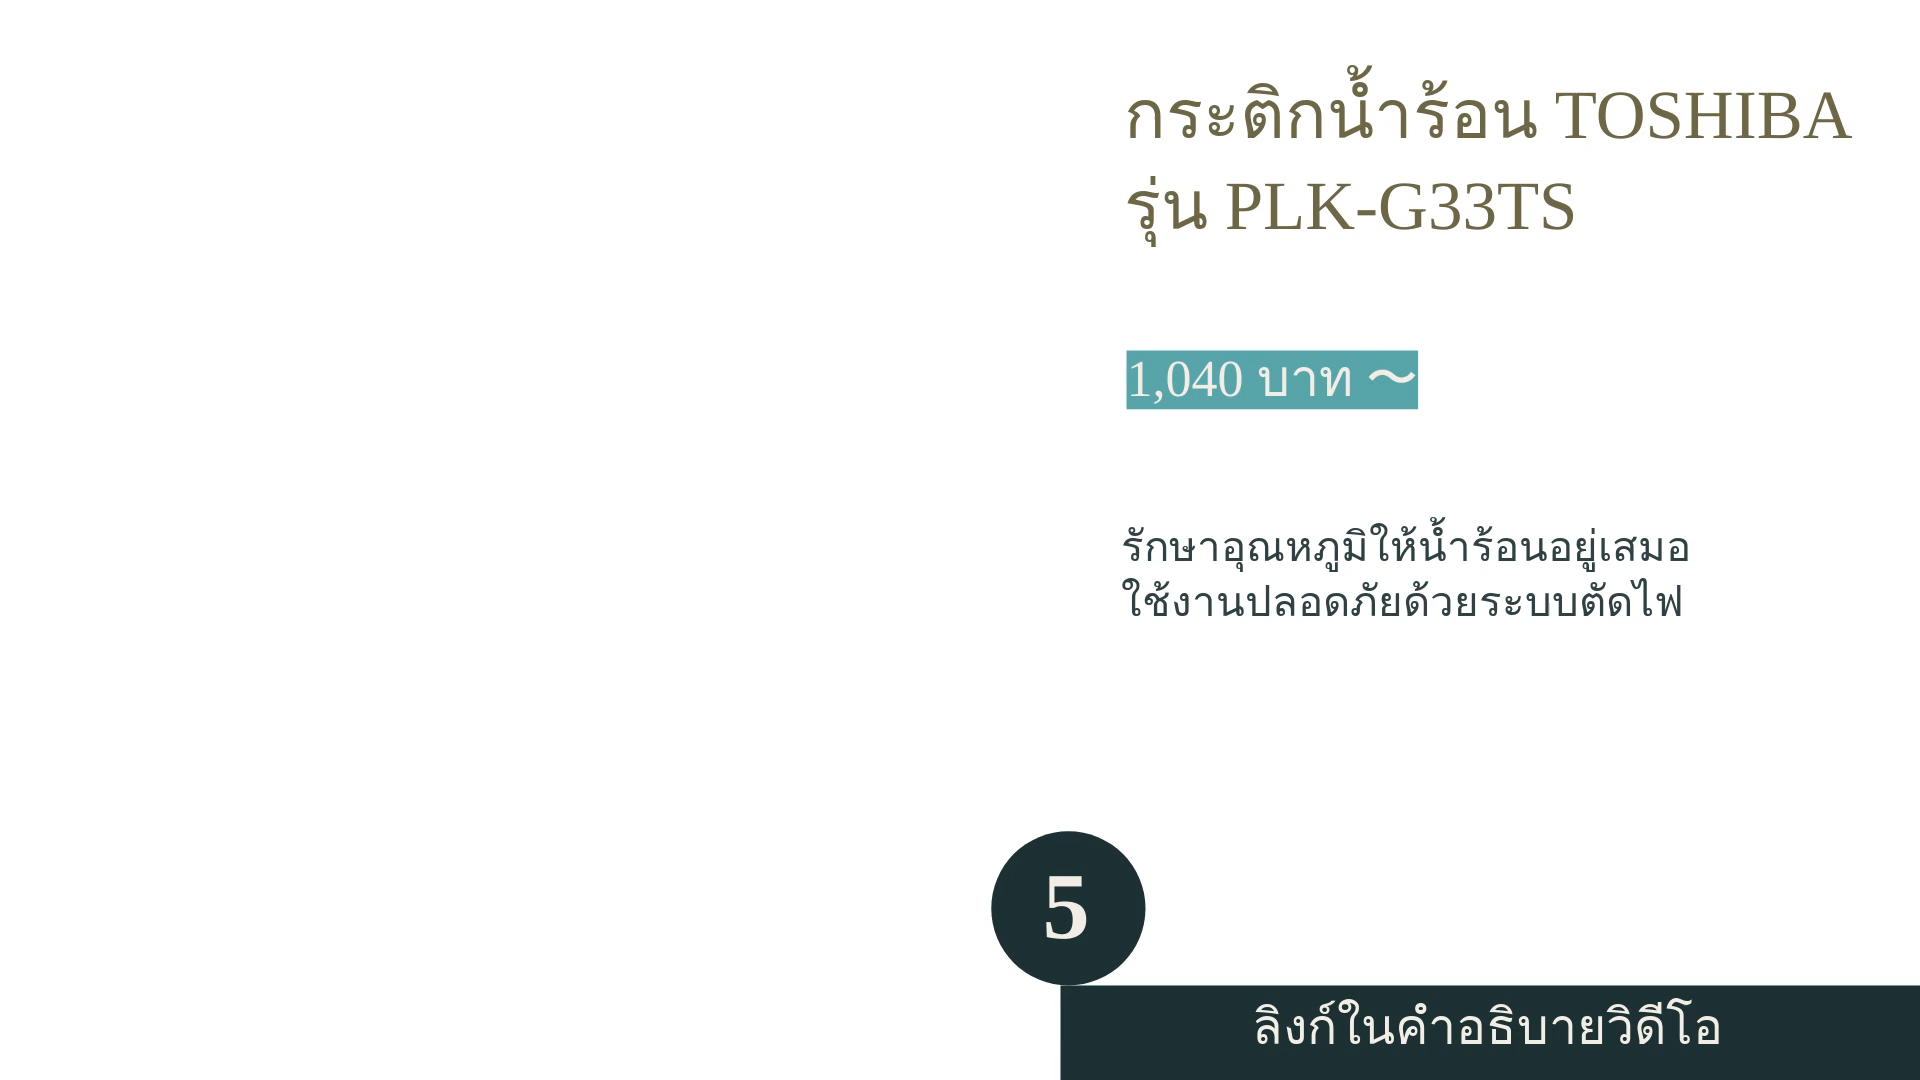 กระติกน้ำร้อน TOSHIBA
รุ่น PLK-G33TS
1,040 บาท ～
รักษาอุณหภูมิให้น้ำร้อนอยู่เสมอ
ใช้งานปลอดภัยด้วยระบบตัดไฟ
5
ลิงก์ในคำอธิบายวิดีโอ